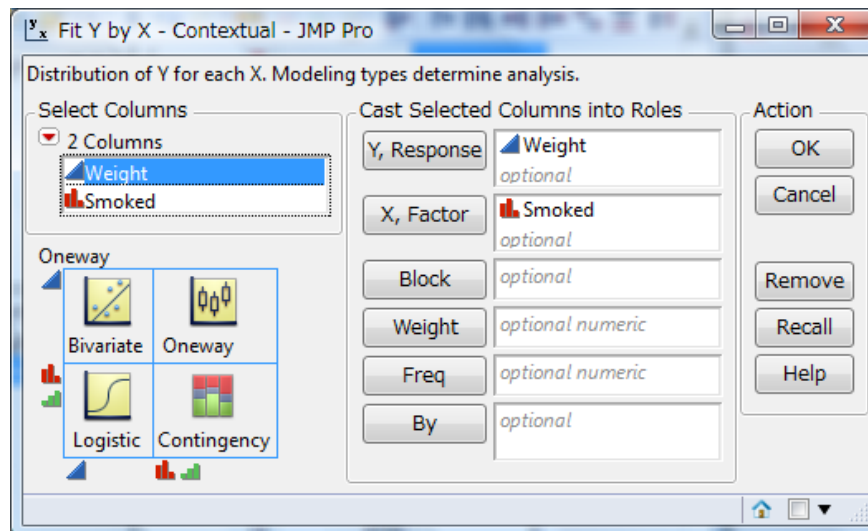 Fit Y by X - Contextual - JMP Pro
Distribution of Y for each X. Modeling types determine analysis.
Select Columns
2 Columns
Weight
Smoked
Oneway
Bivariate
Oneway
Logistic
Contingency
Cast Selected Columns into Roles
Y, Response
Weight
optional
X, Factor
Smoked
optional
Block
optional
Weight
optional numeric
Freq
optional numeric
By
optional
Action
OK
Cancel
Remove
Recall
Help